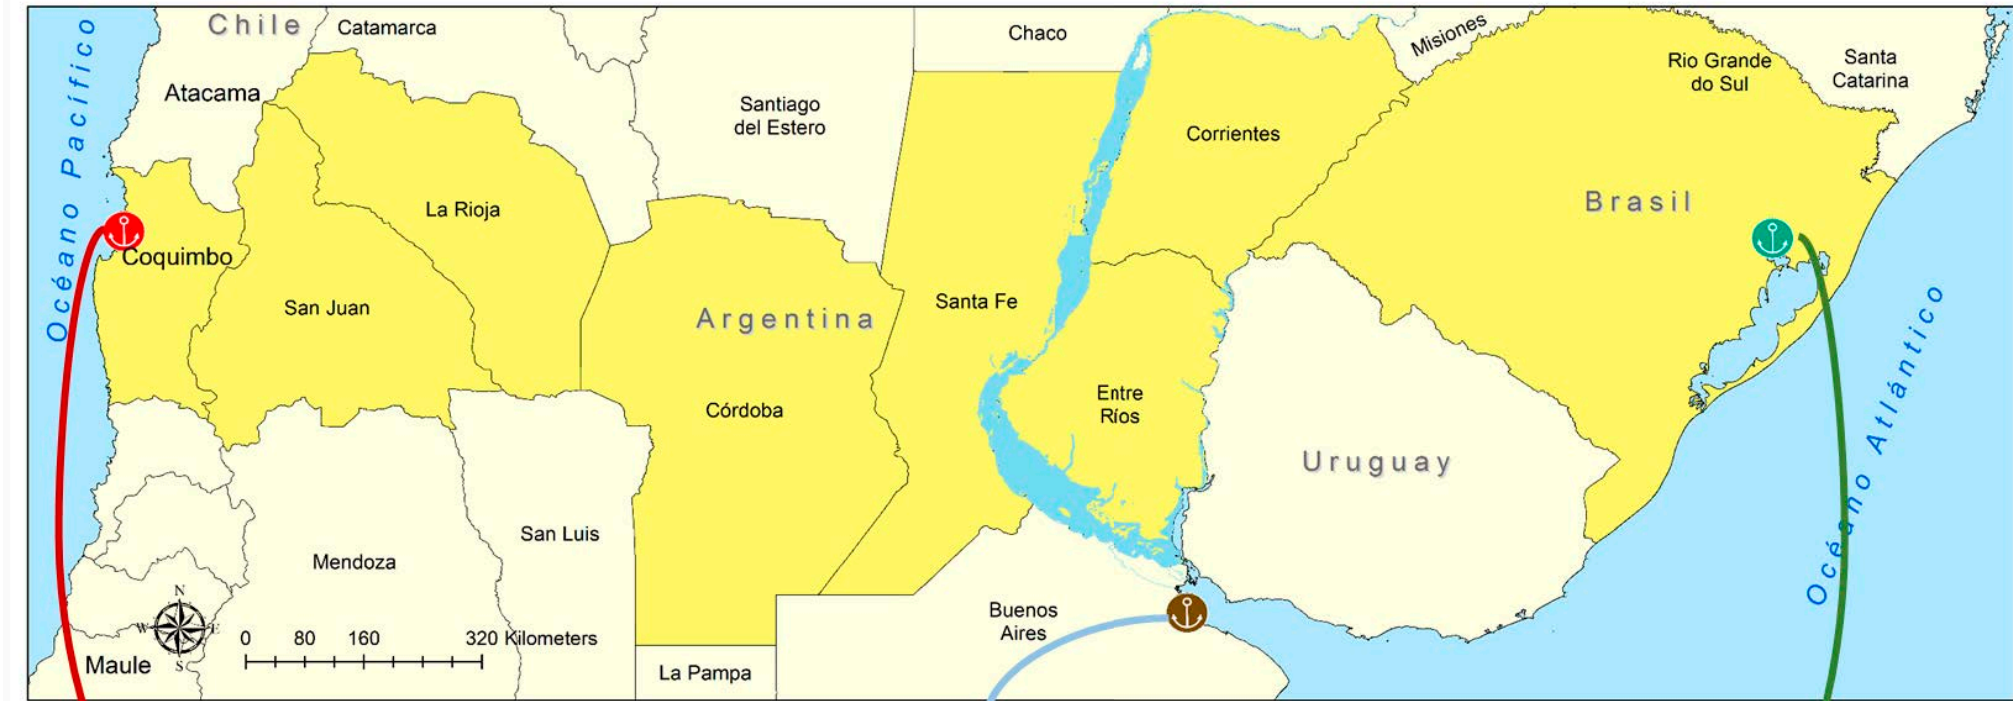 Océano Pacífico
Chile
Catamarca
Atacama
Chaco
Misiones
Santiago
del Estero
Corrientes
Rio Grande
do Sul
Santa
Catarina
Brasil
La Rioja
Coquimbo
San Juan
Argentina
Santa Fe
Océano Atlántico
Córdoba
Entre
Ríos
Uruguay
San Luis
Mendoza
N
W
E
S
0 80 160 320 Kilometers
Buenos
Aires
Maule
La Pampa